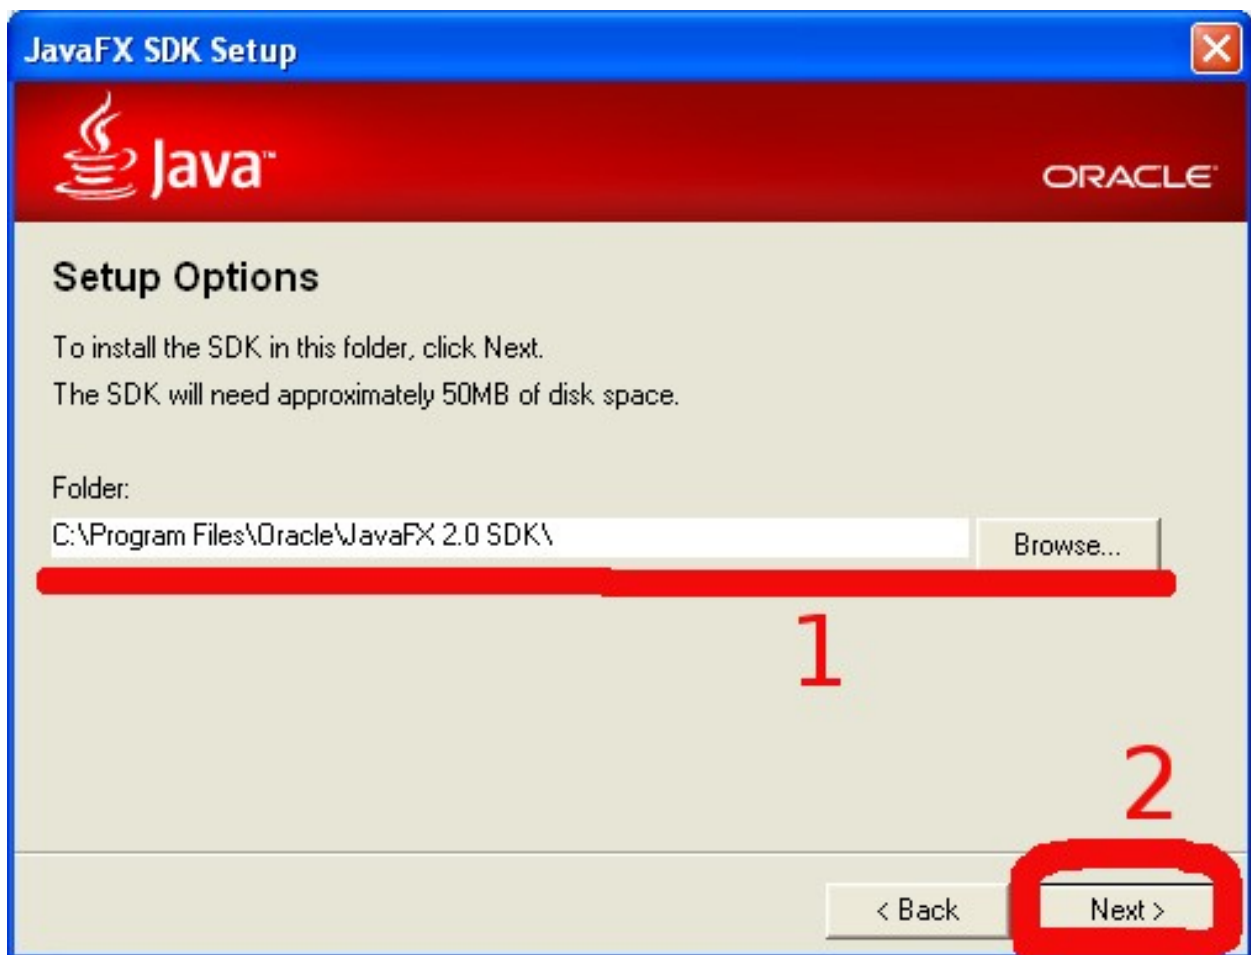 JavaFX SDK Setup
Java™
ORACLE
Setup Options
To install the SDK in this folder, click Next.
The SDK will need approximately 50MB of disk space.
Folder:
C:\Program Files\Oracle\JavaFX 2.0 SDK\
Browse...
1
2
< Back
Next >